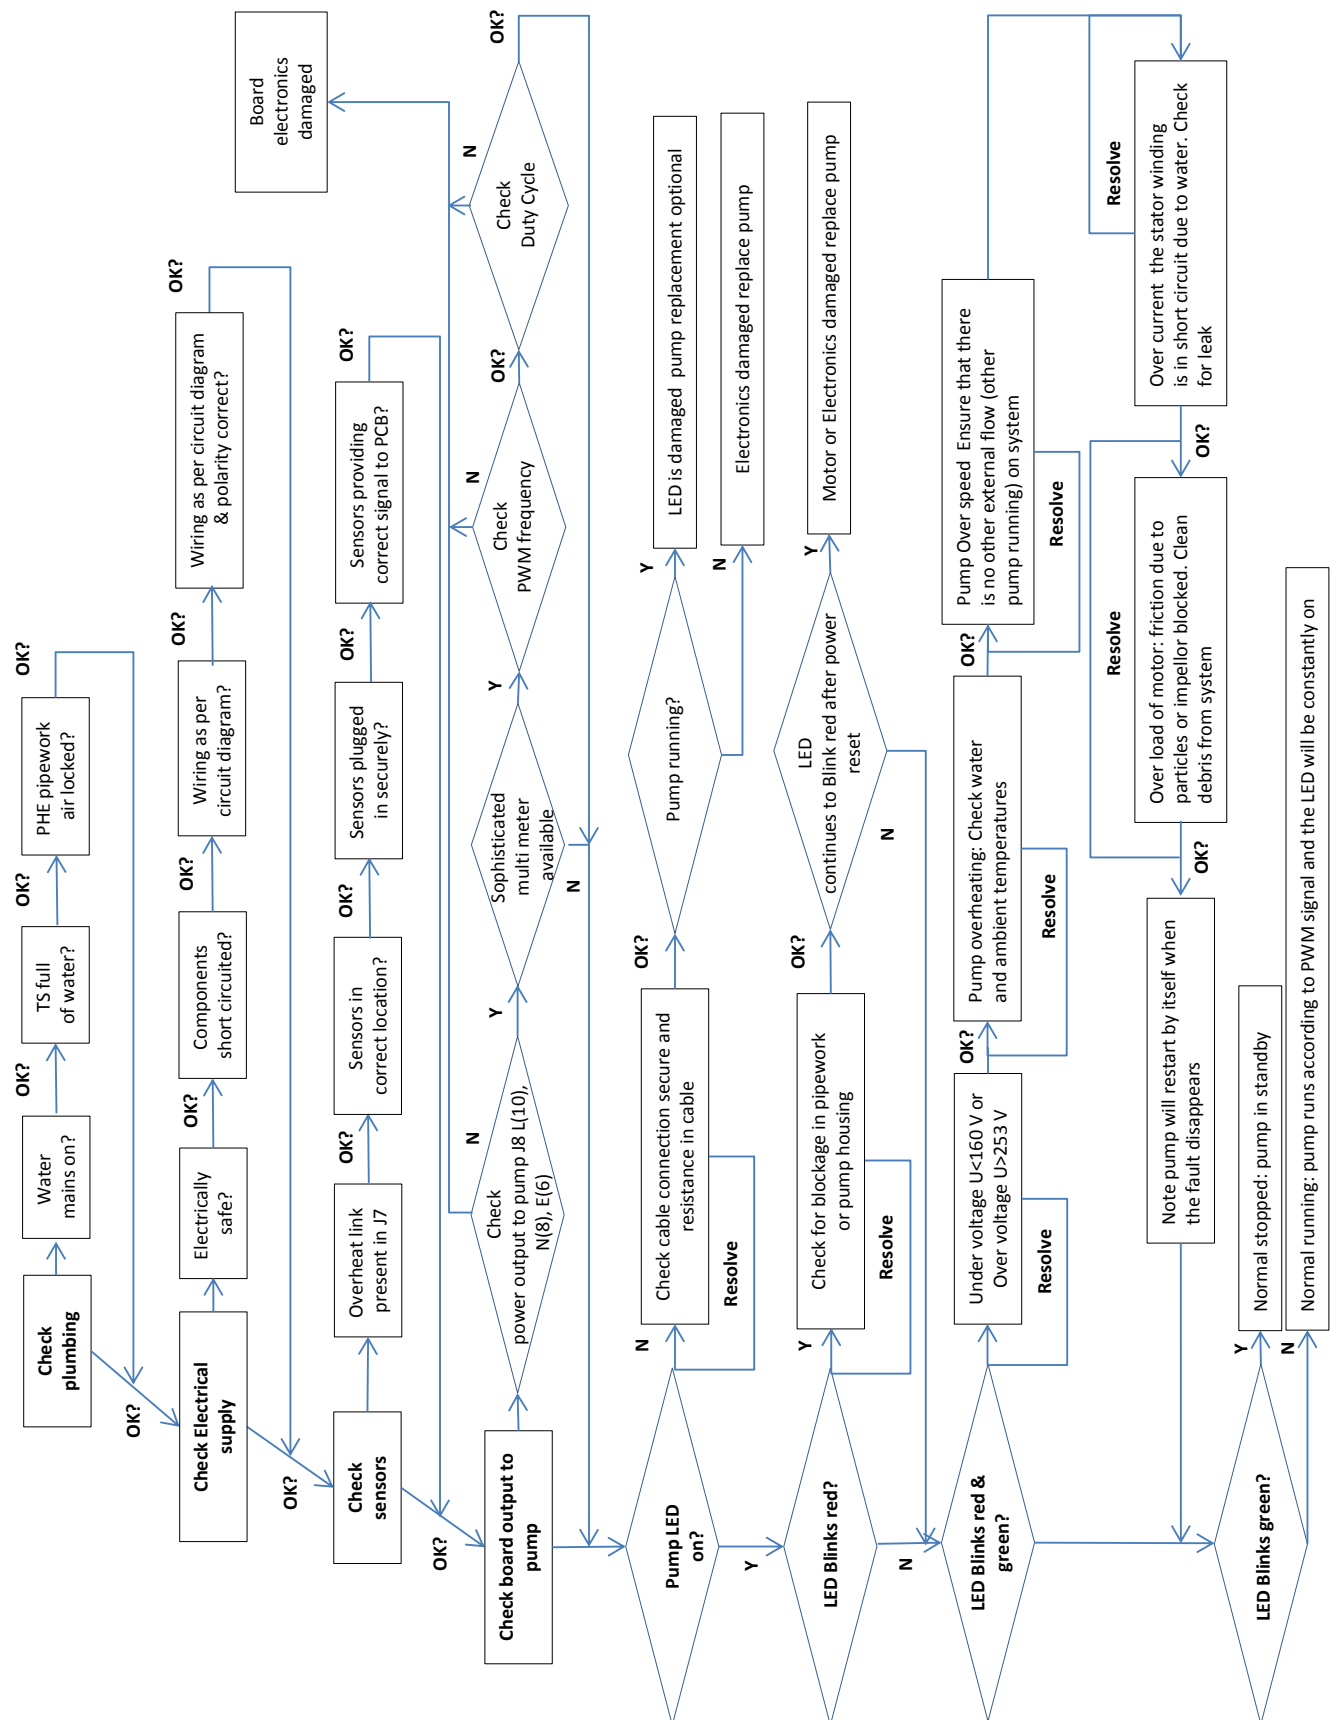 Check
plumbing
Water
mains on?
OK?
TS full
of water?
OK?
PHE pipework
air locked?
OK?
OK?
Check Electrical
supply
Electrically
safe?
OK?
Components
short circuited?
OK?
Wiring as per
circuit diagram?
OK?
Wiring as per circuit diagram
& polarity correct?
OK?
OK?
Check
sensors
Overheat link
present in J7
OK?
Sensors in
correct location?
OK?
Sensors plugged
in securely?
OK?
Sensors providing
correct signal to PCB?
OK?
OK?
Board
electronics
damaged
Check board output to
pump
Check
power output to pump J8 L(10),
N(8), E(6)
N
Y
Sophisticated
multi meter
available
N
Y
Check
PWM frequency
N
OK?
Check
Duty Cycle
N
OK?
Pump LED
on?
N
Check cable connection secure and
resistance in cable
Resolve
OK?
Pump running?
Y
LED is damaged pump replacement optional
N
Electronics damaged replace pump
Y
LED Blinks red?
Y
Check for blockage in pipework
or pump housing
Resolve
OK?
LED
continues to Blink red after power
reset
Y
Motor or Electronics damaged replace pump
N
N
LED Blinks red &
green?
Under voltage U<160 V or
Over voltage U>253 V
Resolve
OK?
Pump overheating: Check water
and ambient temperatures
Resolve
OK?
Pump Over speed Ensure that there
is no other external flow (other
pump running) on system
Resolve
Resolve
Over current the stator winding
is in short circuit due to water. Check
for leak
OK?
Resolve
Over load of motor: friction due to
particles or impellor blocked. Clean
debris from system
OK?
Note pump will restart by itself when
the fault disappears
LED Blinks green?
Y
Normal stopped: pump in standby
N
Normal running: pump runs according to PWM signal and the LED will be constantly on